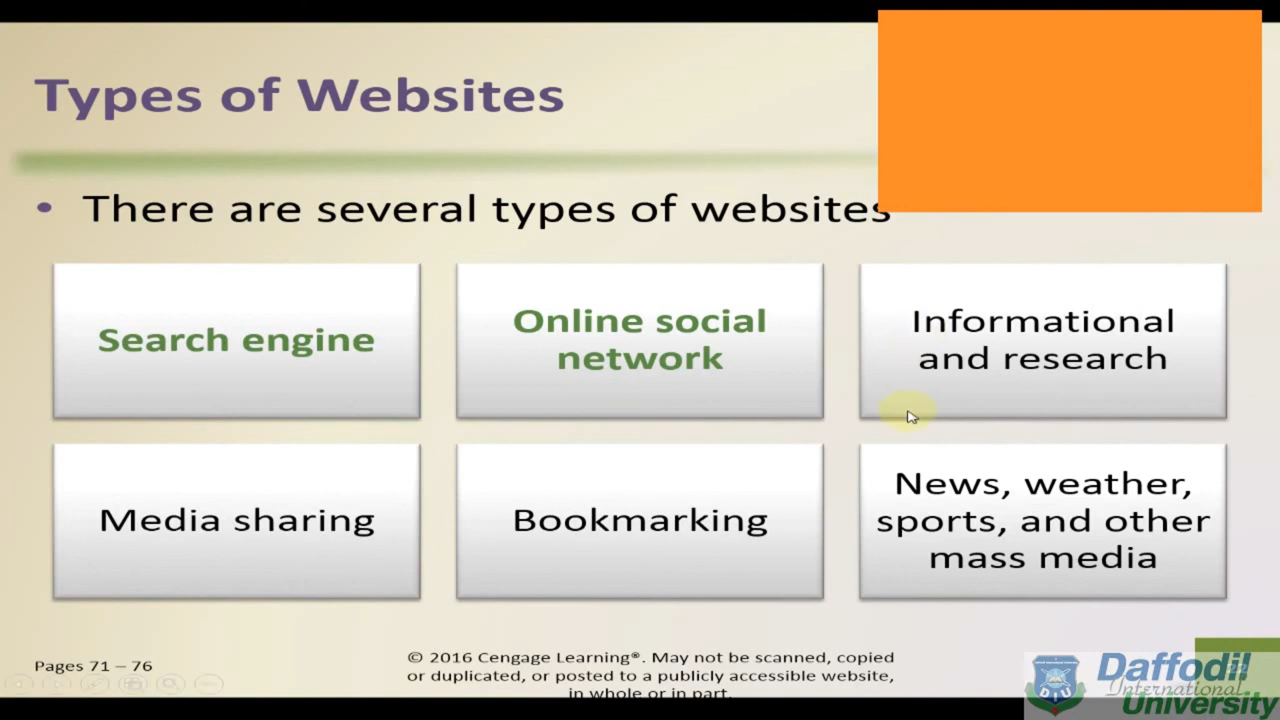 Types of Websites
• There are several types of websites
Search engine
Online social
network
Informational
and research
Media sharing
Bookmarking
News, weather,
sports, and other
mass media
Pages 71 – 76
© 2016 Cengage Learning®. May not be scanned, copied
or duplicated, or posted to a publicly accessible website,
in whole or in part.
DIU
Daffodil
International
University